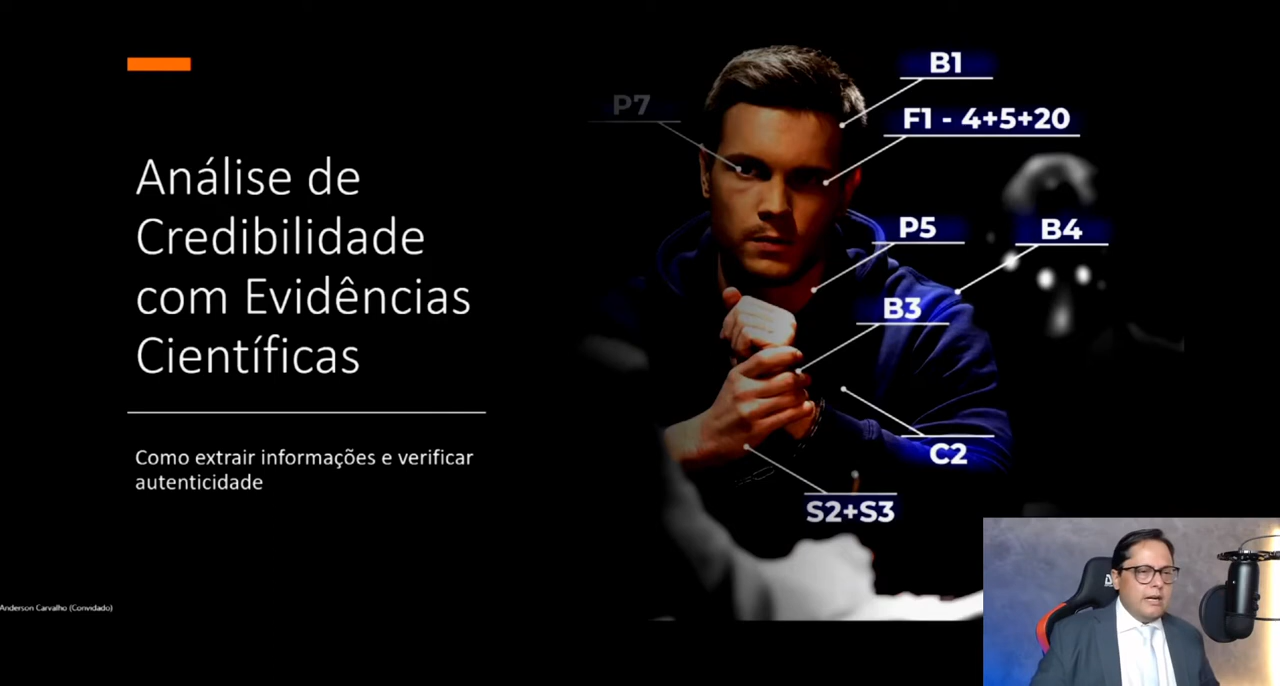 Análise de
Credibilidade
com Evidências
Científicas
Como extrair informações e verificar
autenticidade
P7
B1
F1 - 4+5+20
P5
B4
B3
C2
S2+S3
Anderson Carvalho (Convidado)